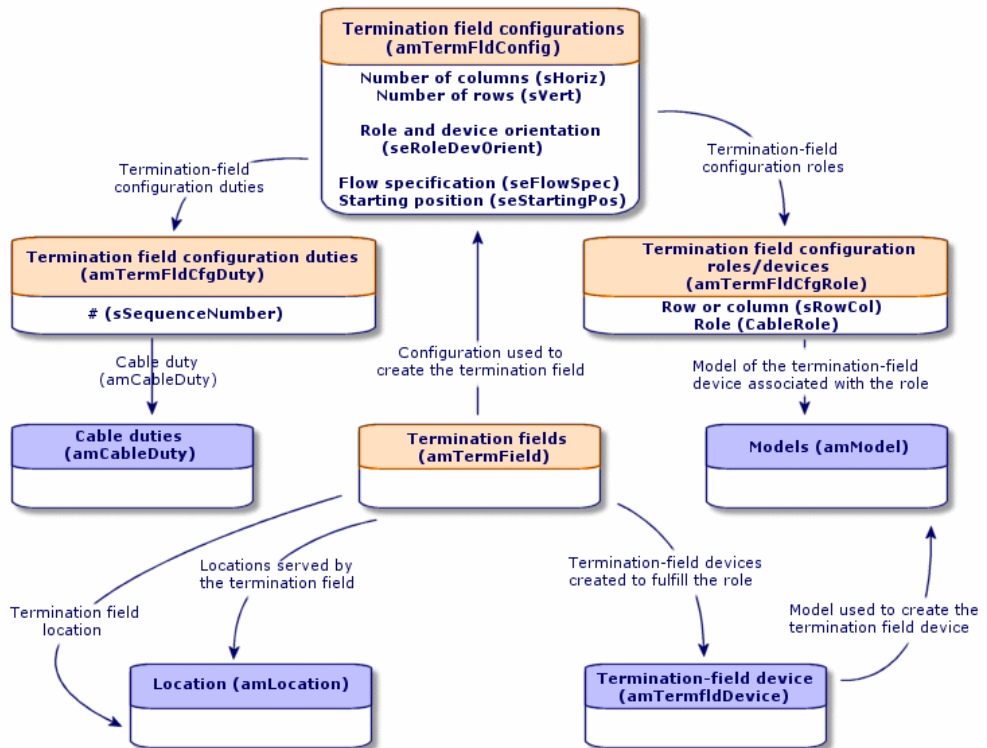 Termination field configurations
(amTermFldConfig)
Number of columns (sHoriz)
Number of rows (sVert)
Role and device orientation
(seRoleDevOrient)
Flow specification (seFlowSpec)
Starting position (seStartingPos)
Termination-field
configuration duties
Termination-field
configuration roles
Termination field configuration duties
(amTermFldCfgDuty)
# (sSequenceNumber)
Termination field configuration
roles/devices
(amTermFldCfgRole)
Row or column (sRowCol)
Role (CableRole)
Cable duty
(amCableDuty)
Configuration used to
create the termination field
Model of the termination-field
device associated with the role
Cable duties
(amCableDuty)
Termination fields
(amTermField)
Models (amModel)
Locations served by
the termination field
Termination-field devices
created to fulfill the role
Termination field
location
Model used to create the
termination field device
Location (amLocation)
Termination-field device
(amTermfldDevice)